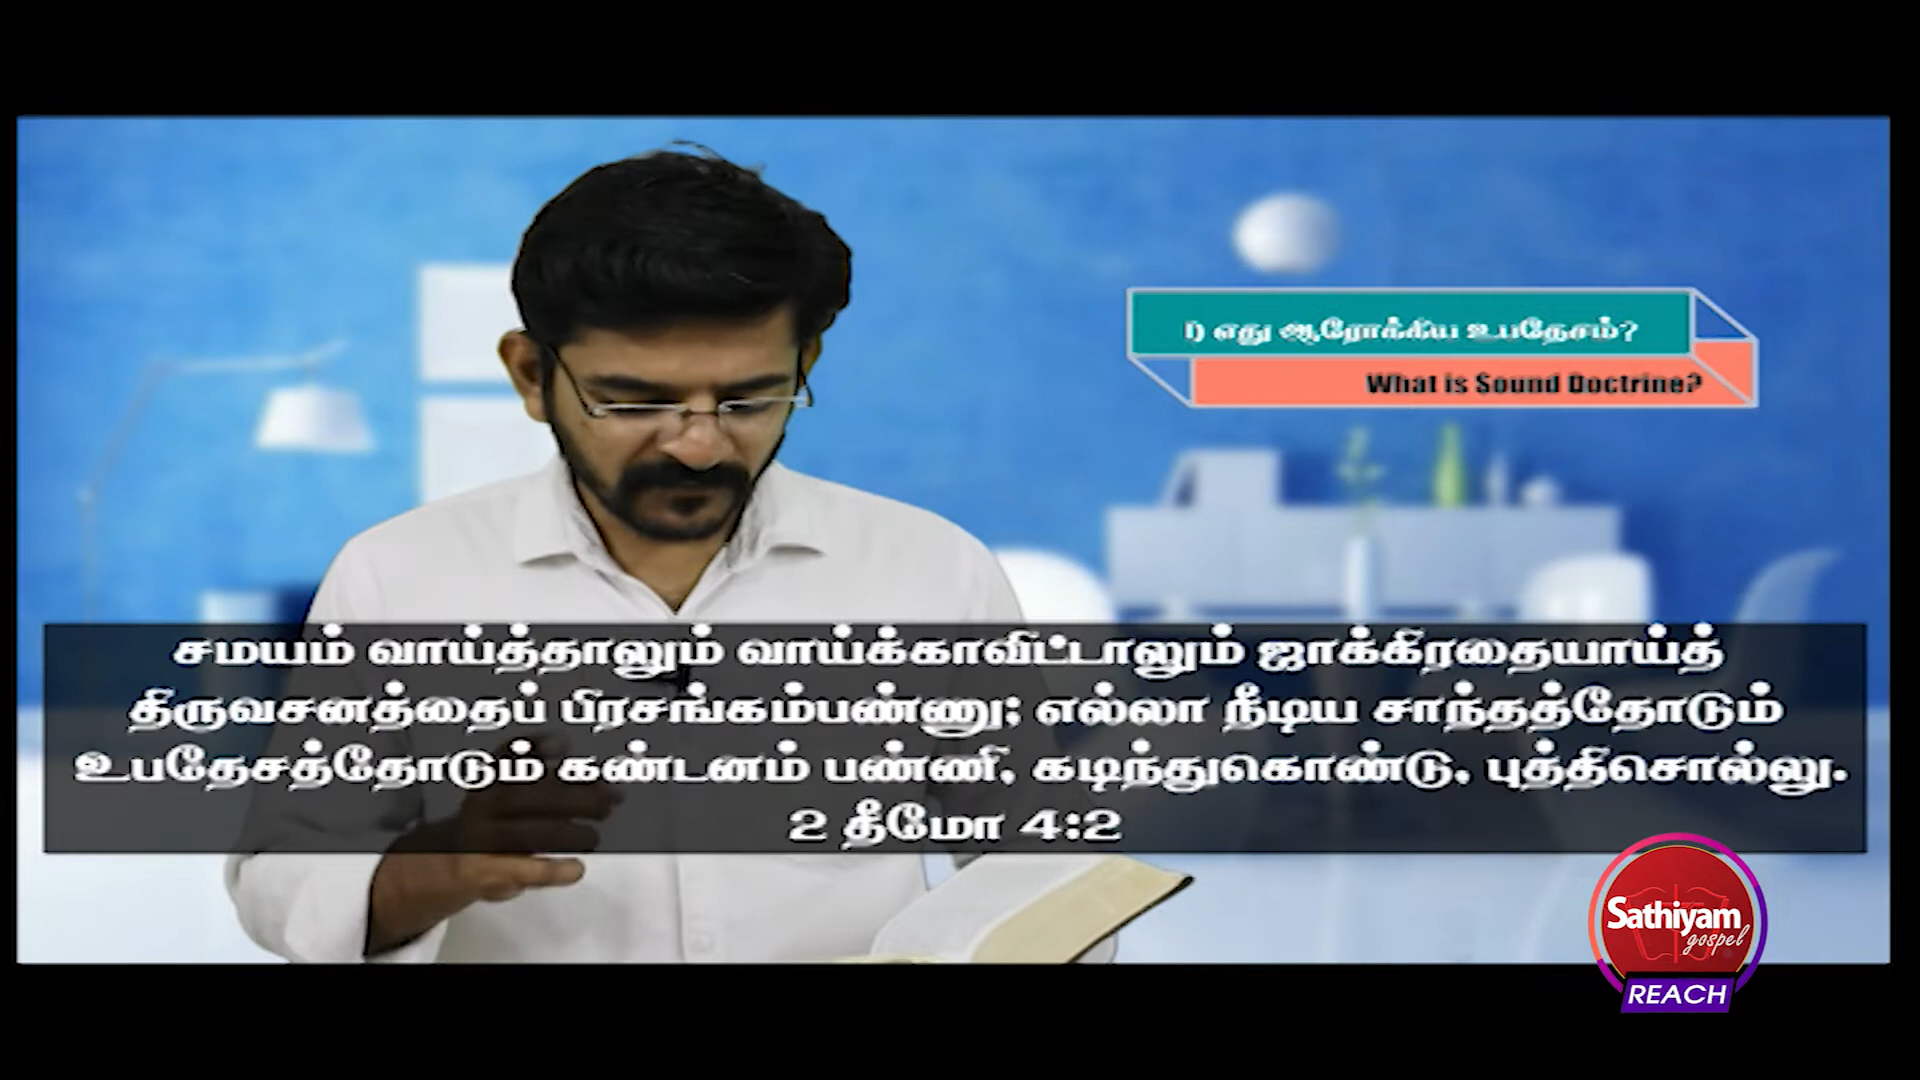 1) எது ஆரோக்கிய உபதேசம்?
What is Sound Doctrine?
சமயம் வாய்த்தாலும் வாய்க்காவிட்டாலும் ஜாக்கிரதையாய்த்
திருவசனத்தைப் பிரசங்கம்பண்ணு; எல்லா நீடிய சாந்தத்தோடும்
உபதேசத்தோடும் கண்டனம் பண்ணி, கடிந்துகொண்டு, புத்திசொல்லு.
2 தீமோ 4:2
Sathiyam
gospel
REACH